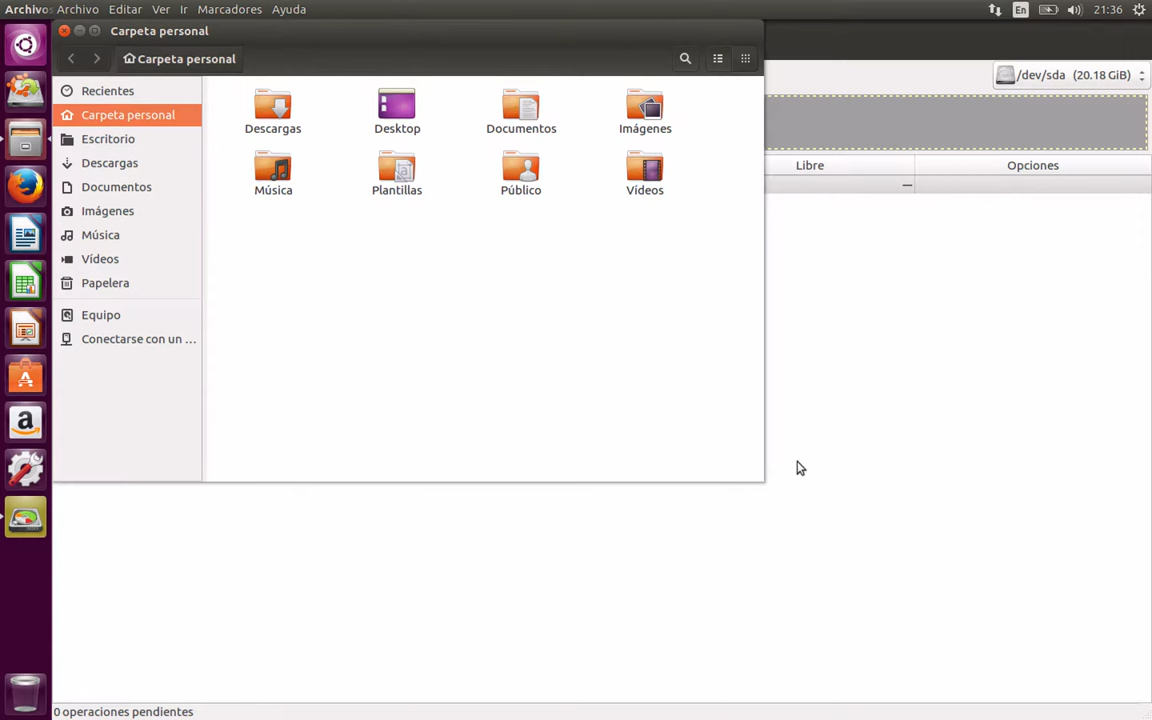 Archivos Archivo Editar Ver Ir Marcadores Ayuda En 21:36
Carpeta personal
Carpeta personal
/dev/sda (20.18 GiB)
Recientes
Carpeta personal
Escritorio
Descargas
Documentos
Imágenes
Música
Vídeos
Papelera
Equipo
Conectarse con un ...
Descargas Desktop Documentos Imágenes
Música Plantillas Público Vídeos
Libre Opciones
—
0 operaciones pendientes